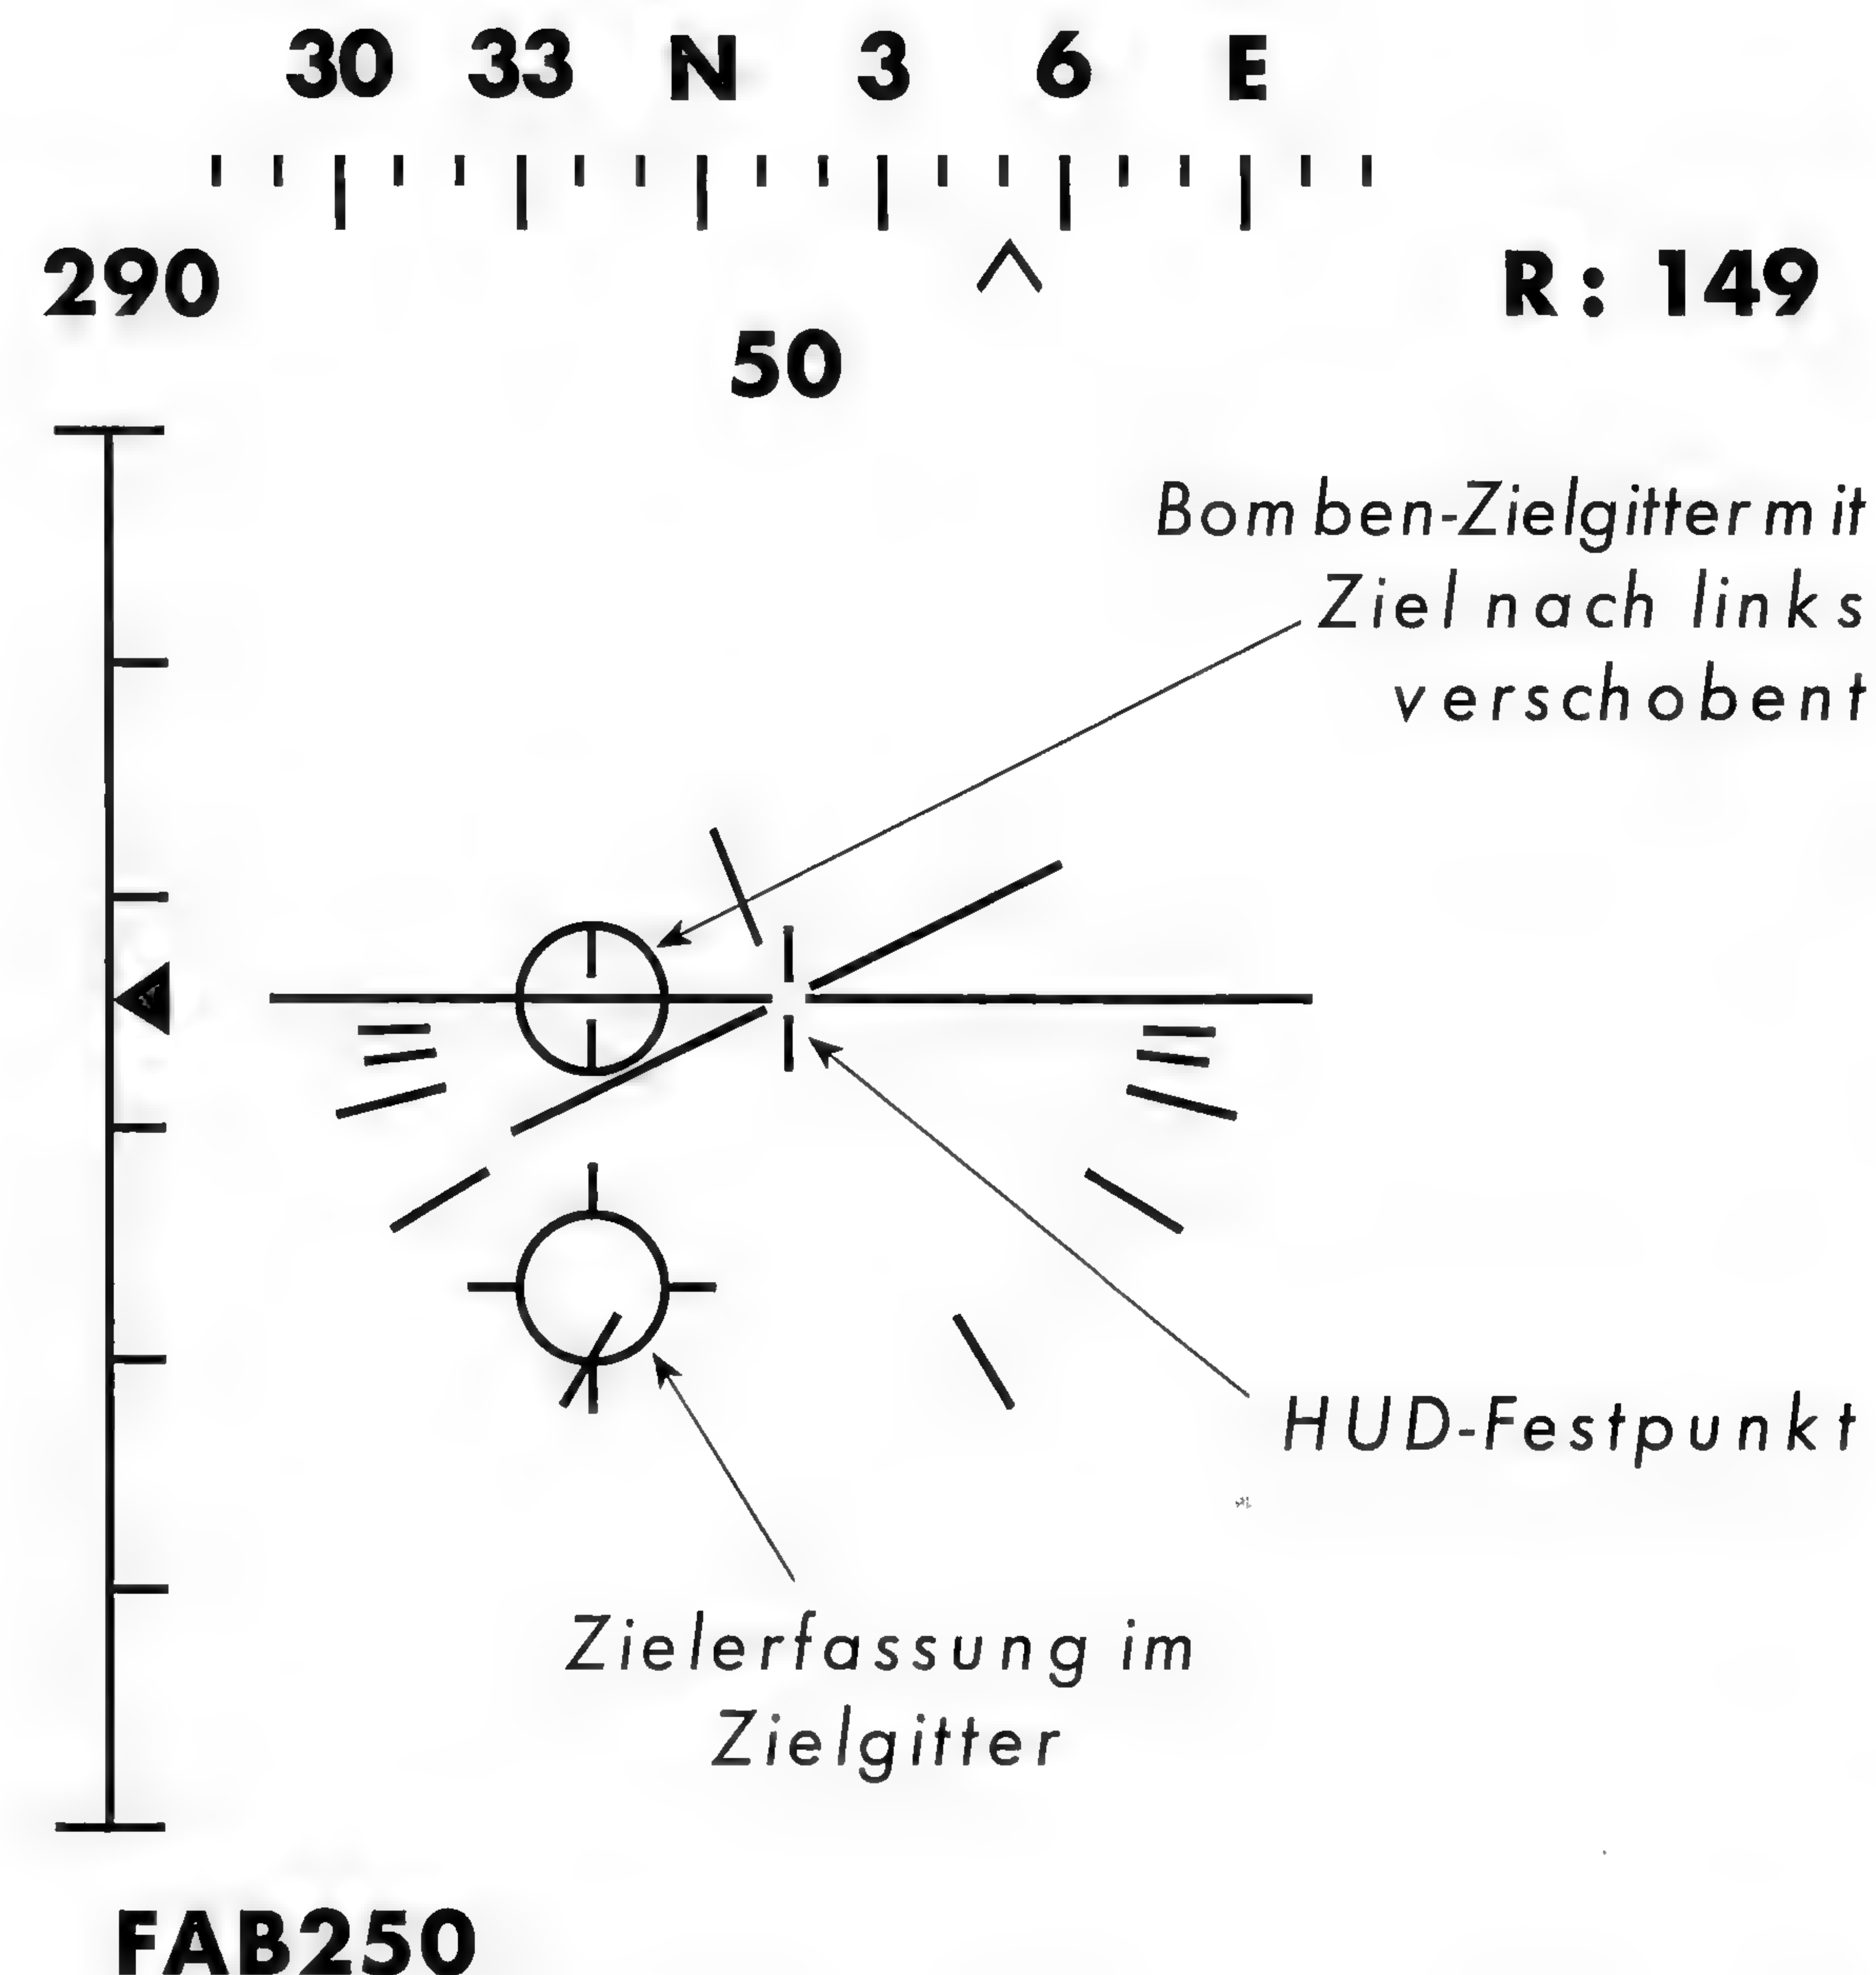 30 33 N 3 6 E
290
R: 149
50
Bomben-Zielgitter mit
Ziel nach links
verschobent
HUD-Festpunkt
Zielerfassung im
Zielgitter
FAB250